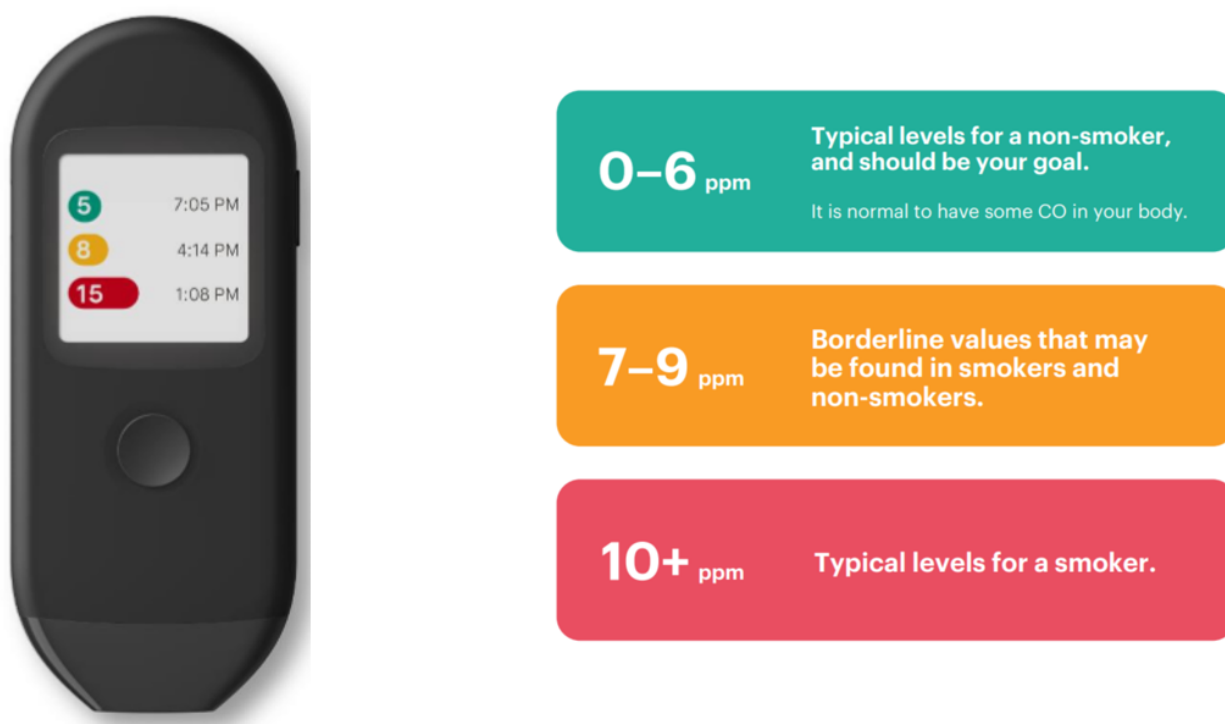 5 7:05 PM
8 4:14 PM
15 1:08 PM
0–6 ppm
Typical levels for a non-smoker,
and should be your goal.
It is normal to have some CO in your body.
7–9 ppm
Borderline values that may
be found in smokers and
non-smokers.
10+ ppm
Typical levels for a smoker.